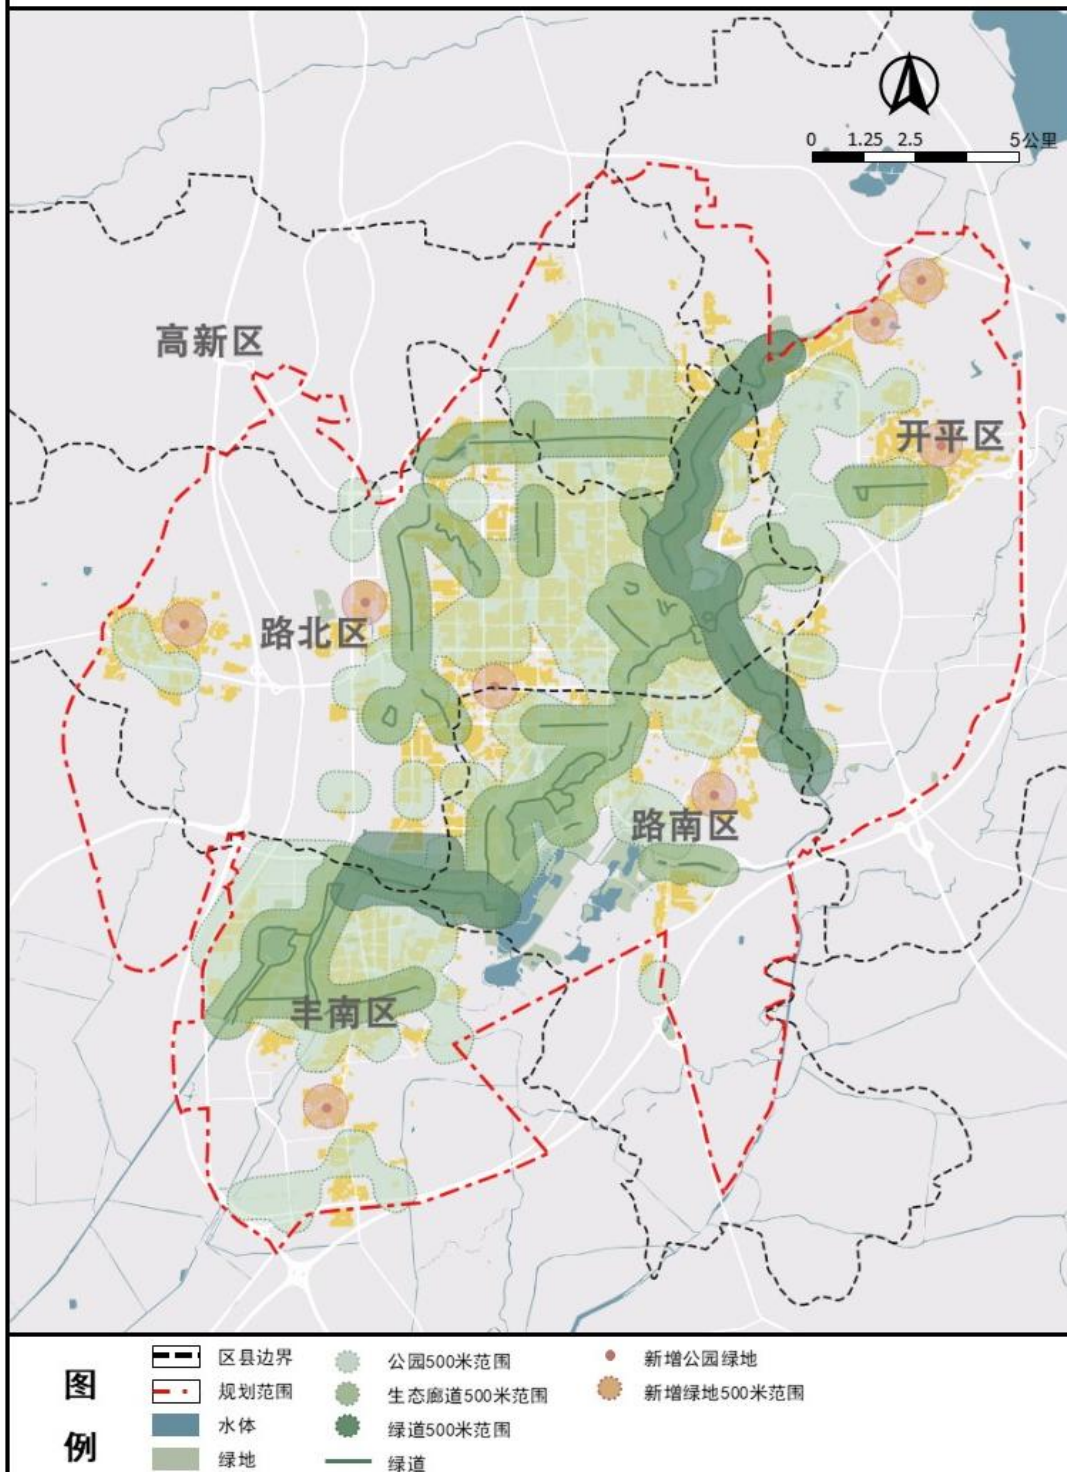 0 1.25 2.5 5公里
高新区
开平区
路北区
路南区
丰南区
图例
区县边界
规划范围
水体
绿地
公园500米范围
生态廊道500米范围
绿道500米范围
绿道
新增公园绿地
新增绿地500米范围